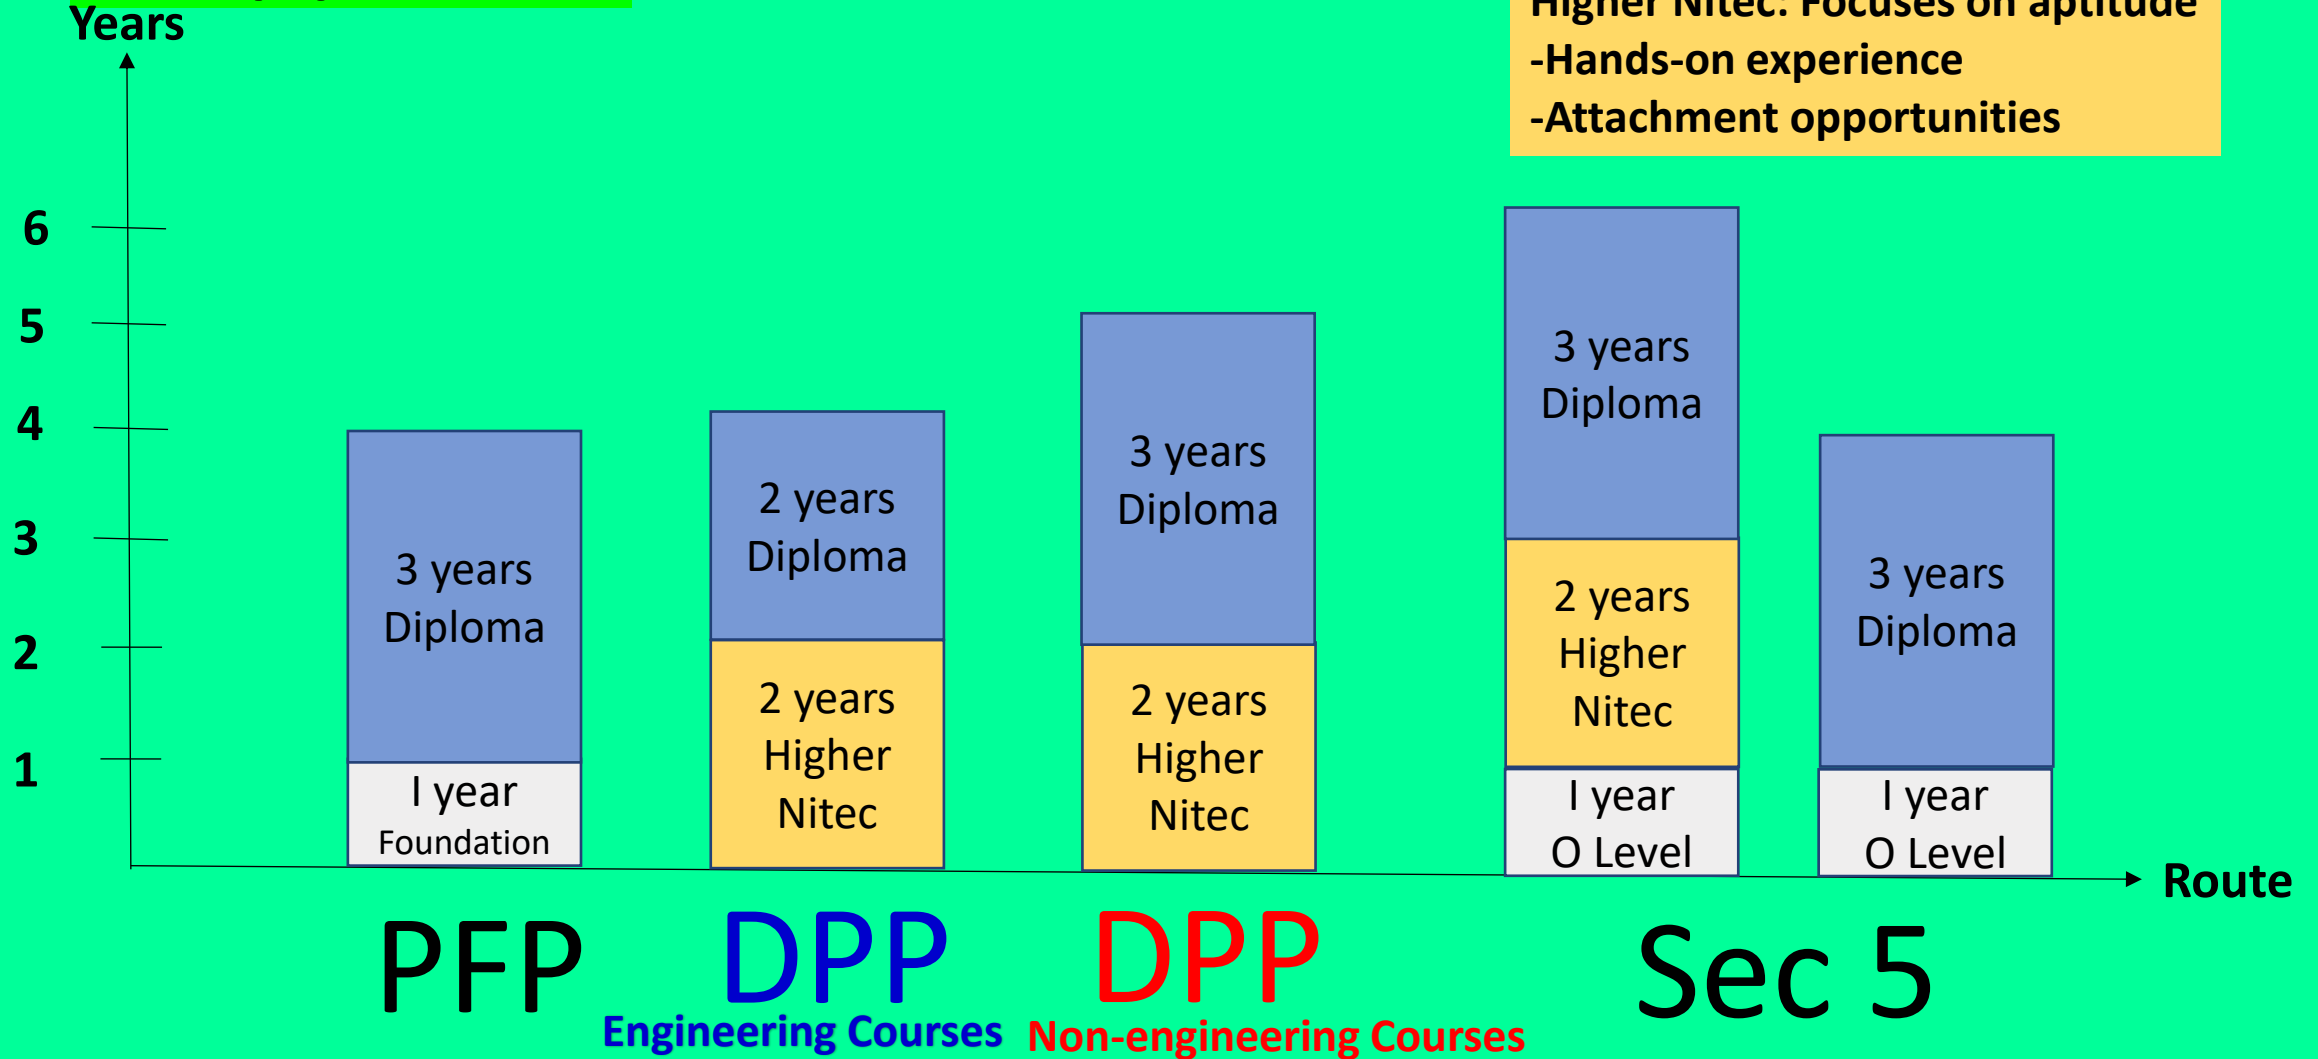 Years
Higher Nitec: Focuses on aptitude
-Hands-on experience
-Attachment opportunities
6
5
4
3
2
1
3 years
Diploma
I year
Foundation
2 years
Diploma
2 years
Higher
Nitec
3 years
Diploma
2 years
Higher
Nitec
3 years
Diploma
2 years
Higher
Nitec
I year
O Level
3 years
Diploma
I year
O Level
Route
PFP
DPP
Engineering Courses
DPP
Non-engineering Courses
Sec 5